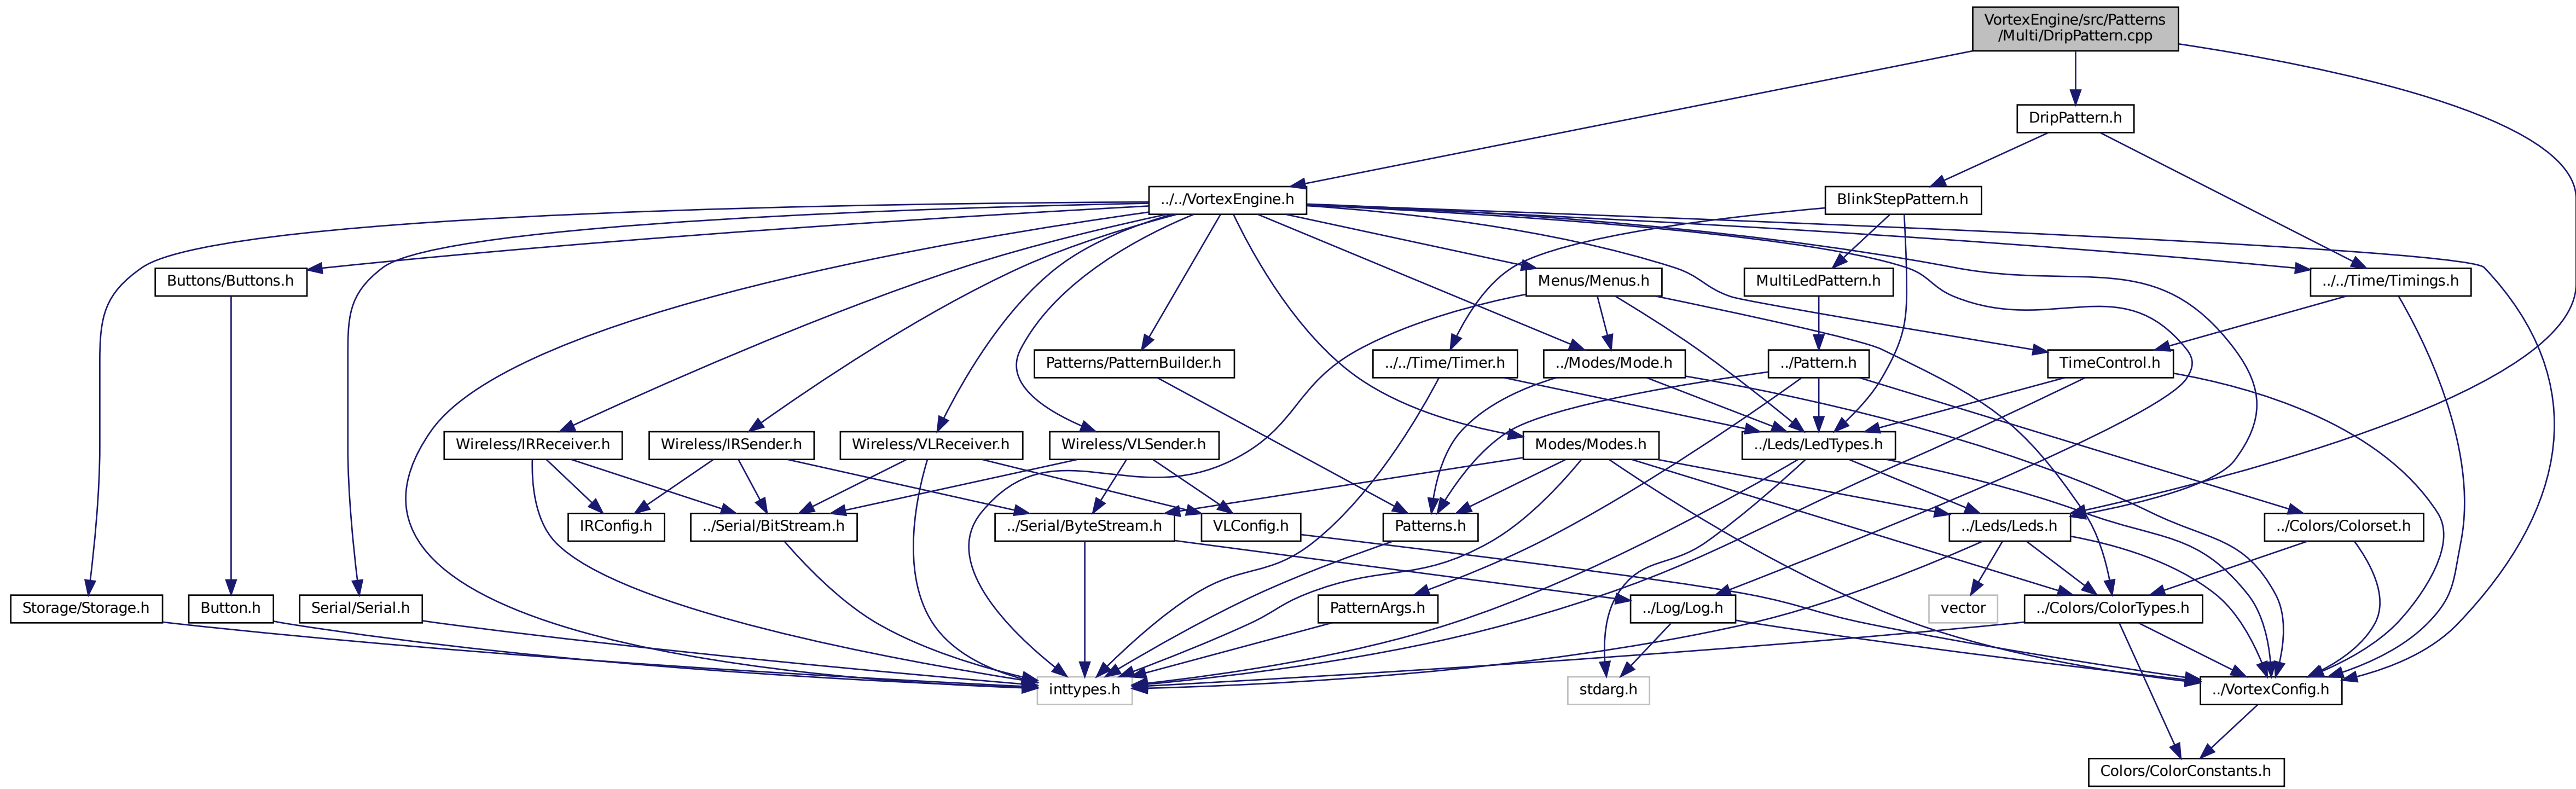 VortexEngine/src/Patterns
/Multi/DripPattern.cpp
DripPattern.h
../../VortexEngine.h
BlinkStepPattern.h
Buttons/Buttons.h
Menus/Menus.h
MultiLedPattern.h
../../Time/Timings.h
Patterns/PatternBuilder.h
../../Time/Timer.h
../Modes/Mode.h
../Pattern.h
TimeControl.h
Wireless/IRReceiver.h
Wireless/IRSender.h
Wireless/VLReceiver.h
Wireless/VLSender.h
Modes/Modes.h
../Leds/LedTypes.h
IRConfig.h
../Serial/BitStream.h
../Serial/ByteStream.h
VLConfig.h
Patterns.h
../Leds/Leds.h
../Colors/Colorset.h
Storage/Storage.h
Button.h
Serial/Serial.h
PatternArgs.h
../Log/Log.h
vector
../Colors/ColorTypes.h
inttypes.h
stdarg.h
../VortexConfig.h
Colors/ColorConstants.h